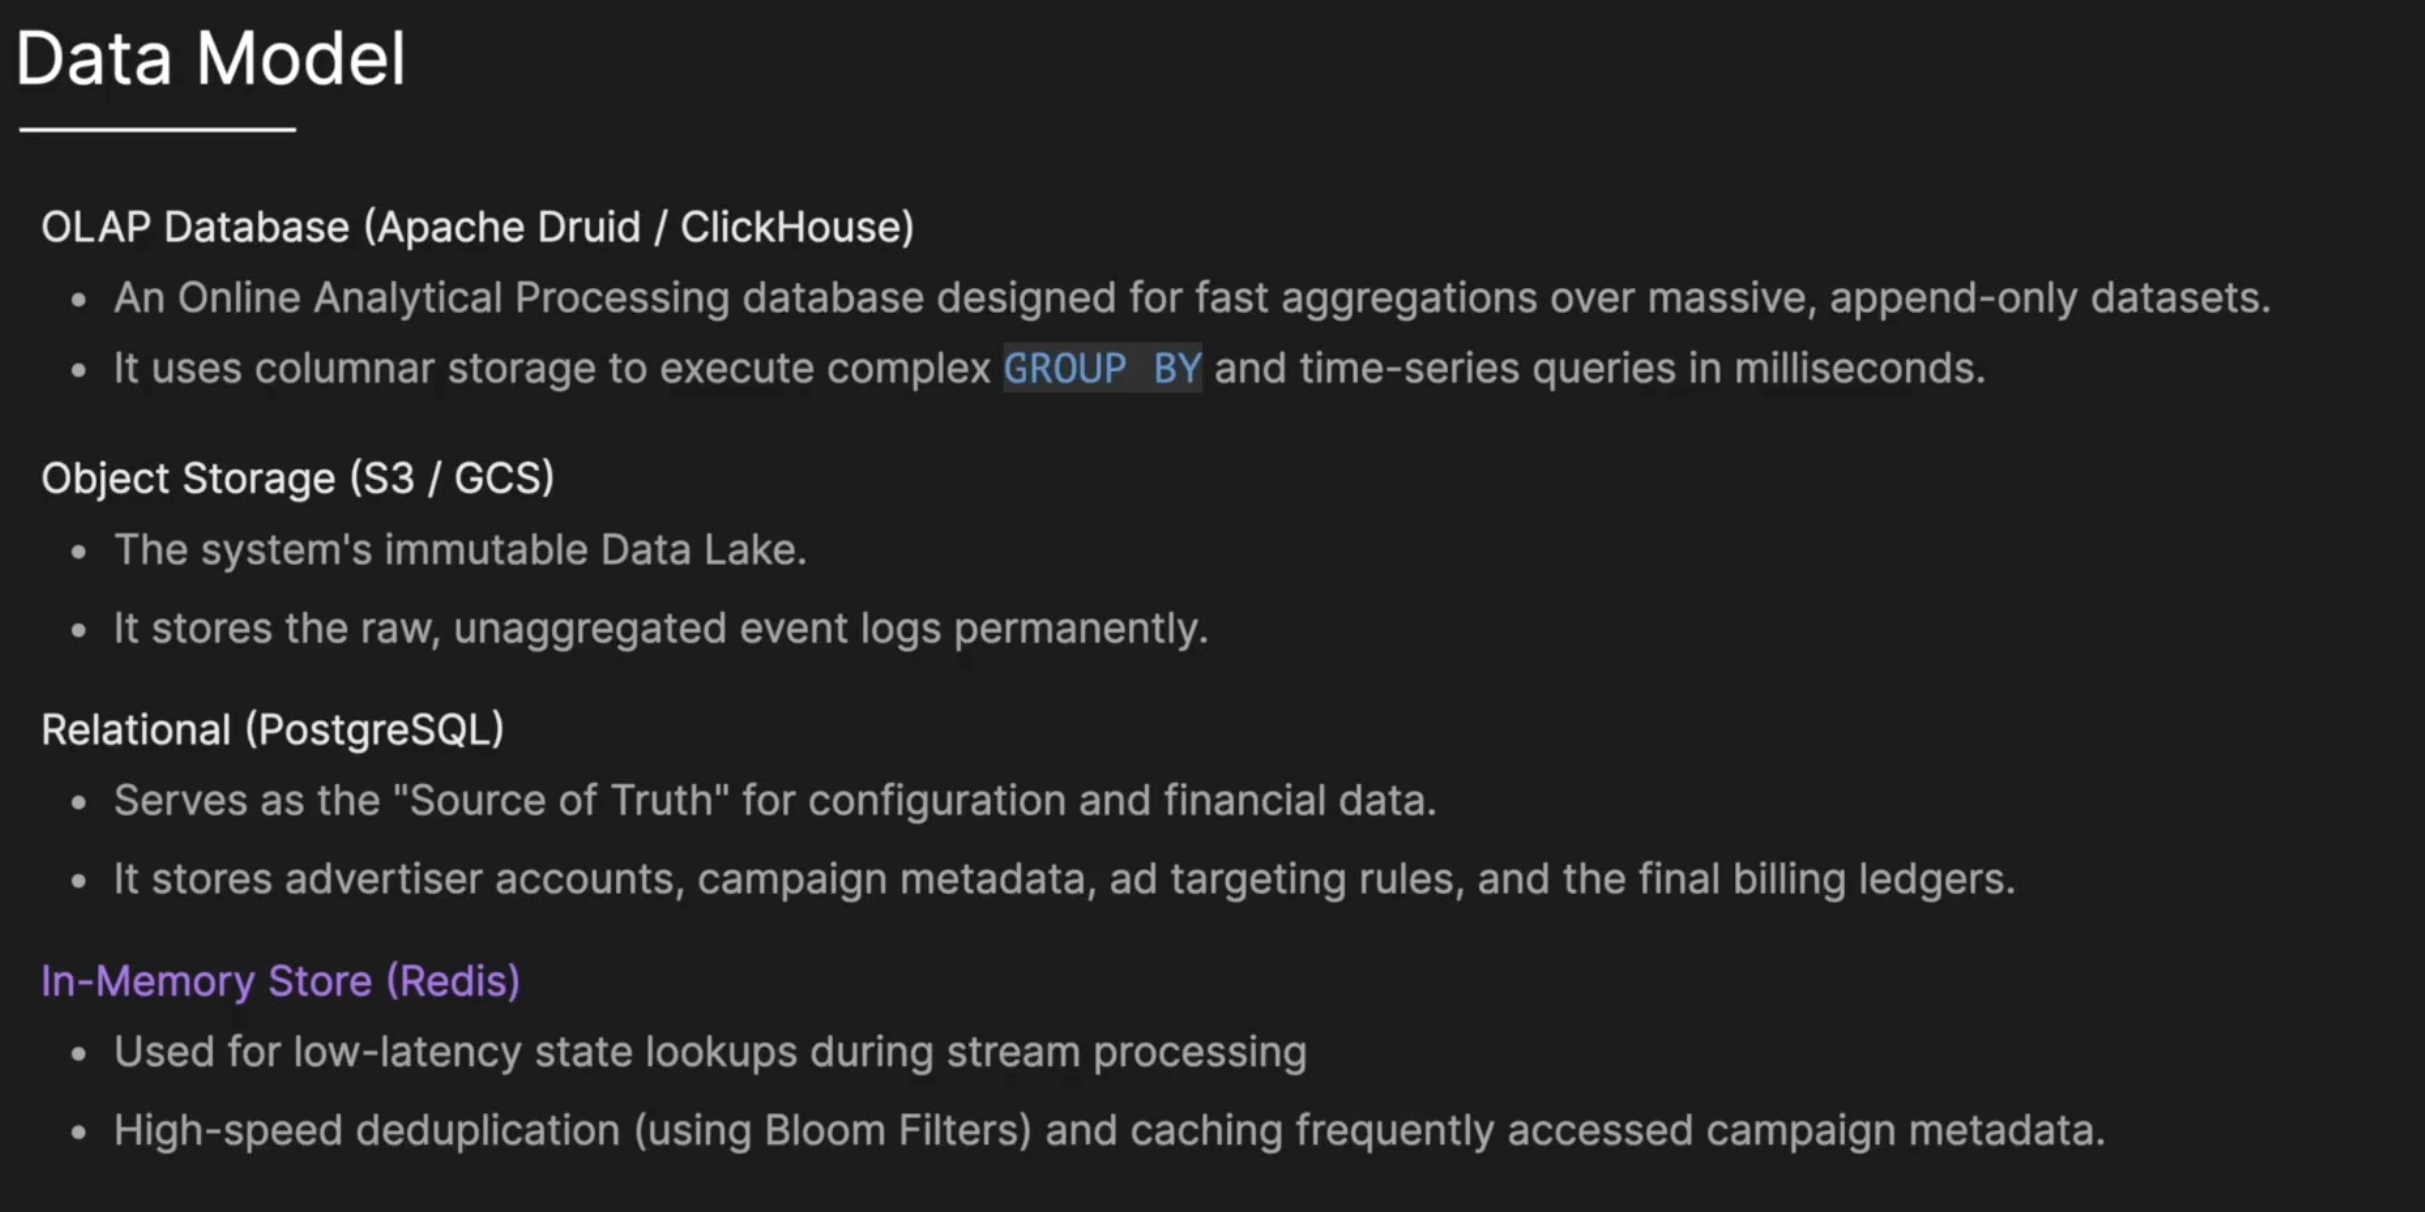 Data Model
OLAP Database (Apache Druid / ClickHouse)
• An Online Analytical Processing database designed for fast aggregations over massive, append-only datasets.
• It uses columnar storage to execute complex GROUP BY and time-series queries in milliseconds.
Object Storage (S3 / GCS)
• The system's immutable Data Lake.
• It stores the raw, unaggregated event logs permanently.
Relational (PostgreSQL)
• Serves as the "Source of Truth" for configuration and financial data.
• It stores advertiser accounts, campaign metadata, ad targeting rules, and the final billing ledgers.
In-Memory Store (Redis)
• Used for low-latency state lookups during stream processing
• High-speed deduplication (using Bloom Filters) and caching frequently accessed campaign metadata.